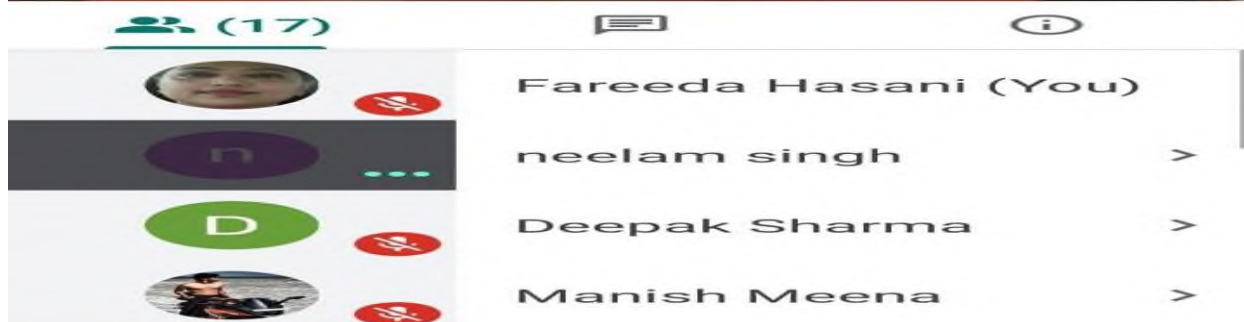 (17)
Fareeda Hasani (You)
n
neelam singh
D
Deepak Sharma
Manish Meena